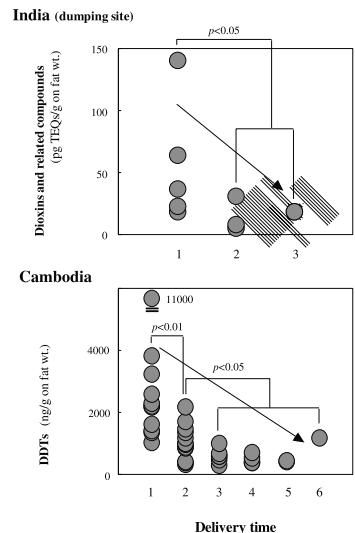 India (dumping site)
Dioxins and related compounds
(pg TEQs/g on fat wt.)
150
100
50
0
p<0.05
1 2 3
Cambodia
DDTs (ng/g on fat wt.)
4000
2000
0
11000
p<0.01
p<0.05
1 2 3 4 5 6
Delivery time